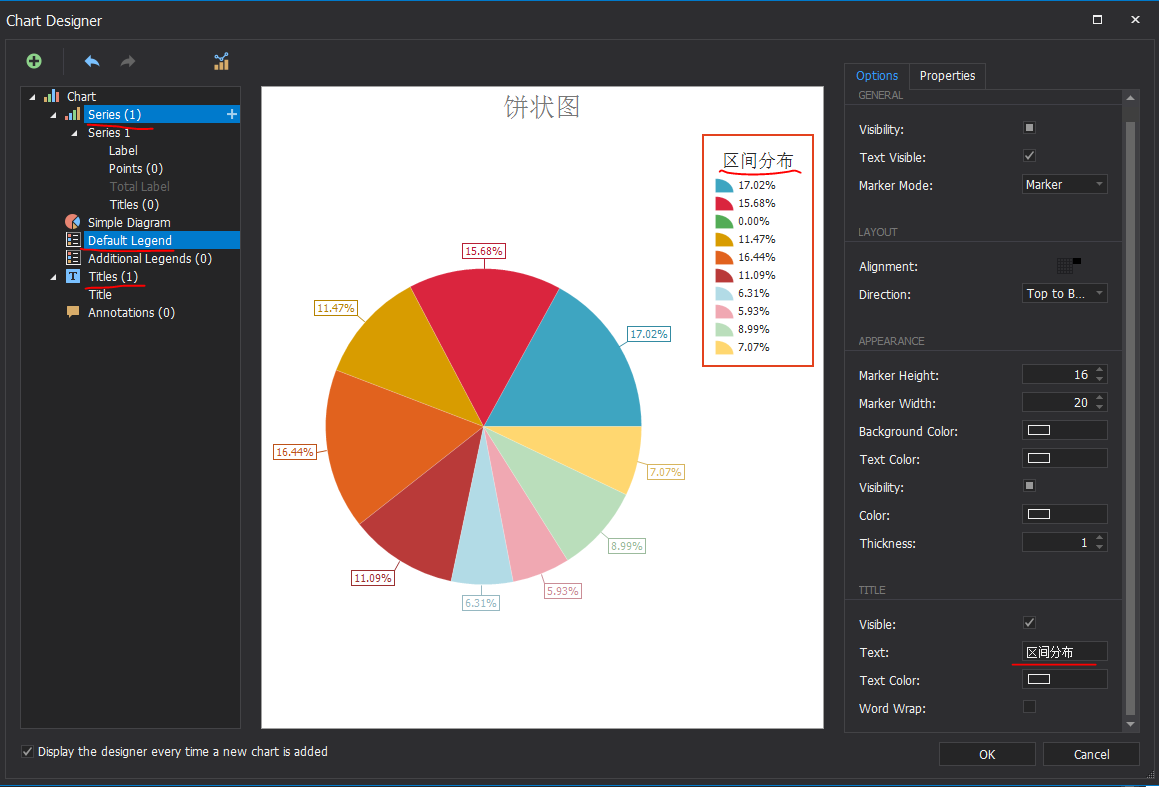 Chart Designer
Chart
Series (1)
Series 1
Label
Points (0)
Total Label
Titles (0)
Simple Diagram
Default Legend
Additional Legends (0)
T
Titles (1)
Title
Annotations (0)
饼状图
区间分布
17.02%
15.68%
0.00%
11.47%
16.44%
11.09%
6.31%
5.93%
8.99%
7.07%
15.68%
11.47%
17.02%
16.44%
7.07%
8.99%
11.09%
5.93%
6.31%
Options
Properties
GENERAL
Visibility:
Text Visible:
Marker Mode: Marker
LAYOUT
Alignment:
Direction: Top to B...
APPEARANCE
Marker Height: 16
Marker Width: 20
Background Color:
Text Color:
Visibility:
Color:
Thickness: 1
TITLE
Visible:
Text: 区间分布
Text Color:
Word Wrap:
Display the designer every time a new chart is added
OK
Cancel